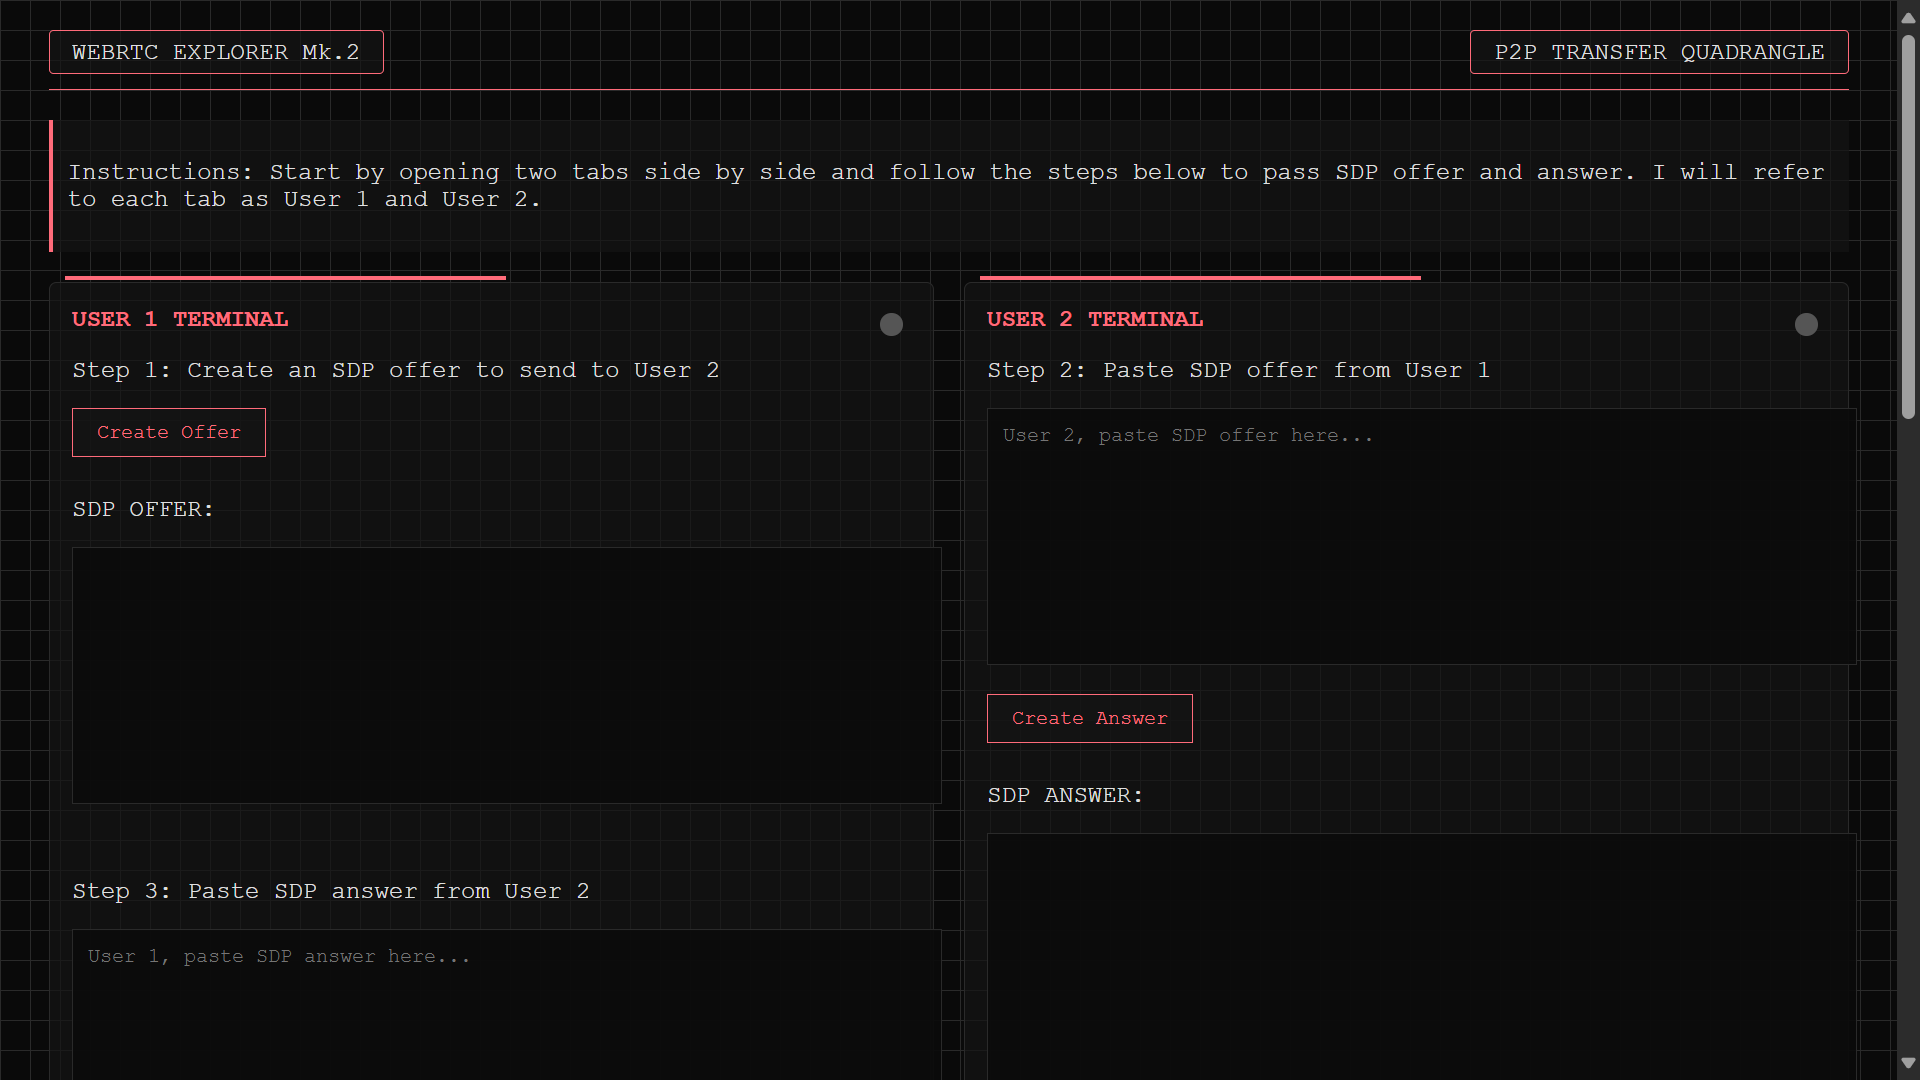 WEBRTC EXPLORER Mk.2
P2P TRANSFER QUADRANGLE
Instructions: Start by opening two tabs side by side and follow the steps below to pass SDP offer and answer. I will refer
to each tab as User 1 and User 2.
USER 1 TERMINAL
Step 1: Create an SDP offer to send to User 2
Create Offer
SDP OFFER:
Step 3: Paste SDP answer from User 2
User 1, paste SDP answer here...
USER 2 TERMINAL
Step 2: Paste SDP offer from User 1
User 2, paste SDP offer here...
Create Answer
SDP ANSWER: